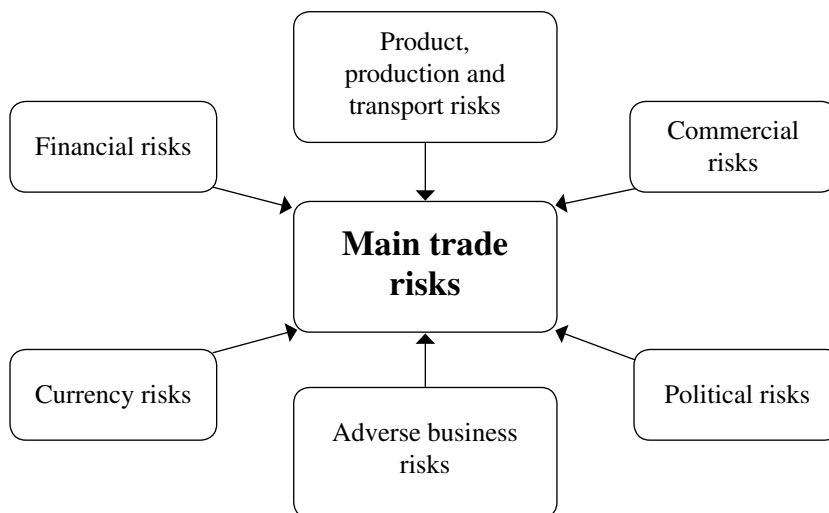 Product,
production and
transport risks
Financial risks
Commercial
risks
Main trade
risks
Currency risks
Adverse business
risks
Political risks